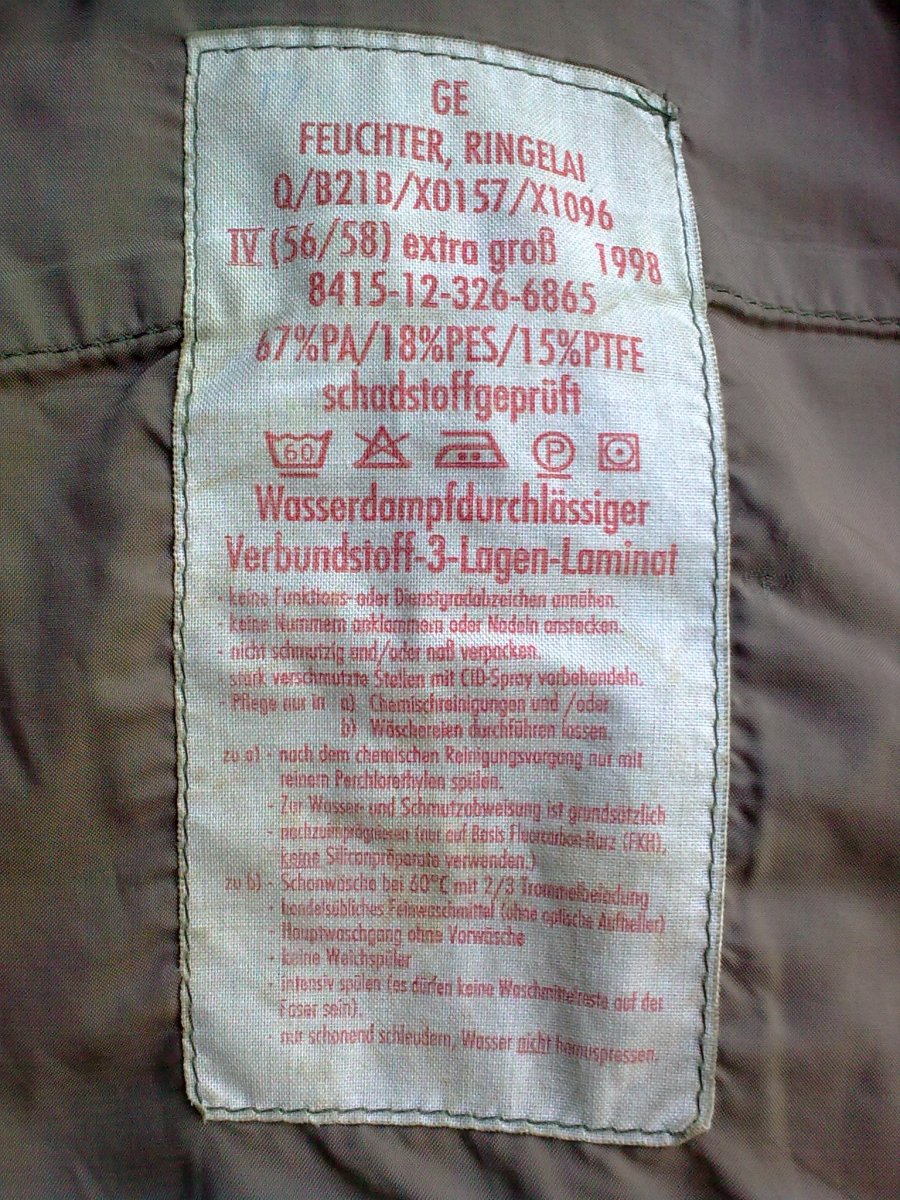 GE
FEUCHTER, RINGELAI
Q/B21B/X0157/X1096
IV (56/58) extra groß 1998
8415-12-326-6865
67%PA/18%PES/15%PTFE
schadstoffgeprüft
60 P
Wasserdampfdurchlässiger
Verbundstoff-3-Lagen-Laminat
- keine Funktions- oder Dienstgradabzeichen annähen.
- keine Nummern anklammern oder Nadeln anstecken.
- nicht schmutzig und/oder naß verpacken.
- stark verschmutzte Stellen mit CID-Spray vorbehandeln.
- Pflege nur in a) Chemischreinigungen und /oder
b) Wäschereien durchführen lassen.
zu a) - nach dem chemischen Reinigungsvorgang nur mit
reinem Perchlorethylen spülen.
- Zur Wasser- und Schmutzabweisung ist grundsätzlich
- nachzuimprägnieren (nur auf Basis Fluorcarbon-Harz (FKH),
keine Siliconpräparate verwenden.)
zu b) - Schonwäsche bei 60°C mit 2/3 Trommelbeladung
- handelsübliches Feinwaschmittel (ohne optische Aufheller)
- Hauptwaschgang ohne Vorwäsche
- keine Weichspüler
- intensiv spülen (es dürfen keine Waschmittelreste auf der
Faser sein).
- nur schonend schleudern, Wasser nicht herauspressen.